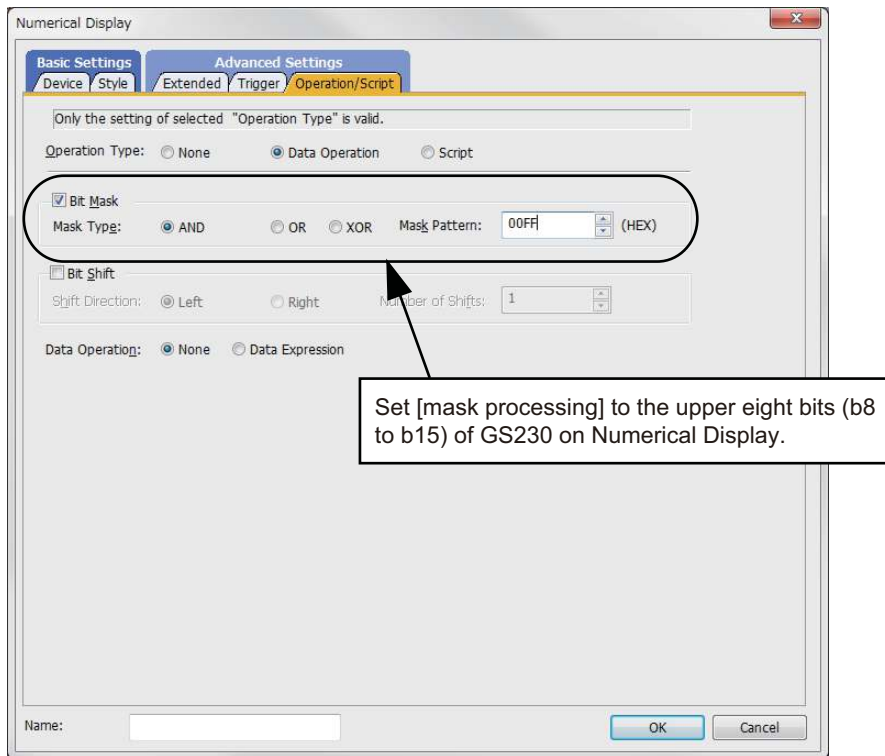 Numerical Display
Basic Settings
Advanced Settings
Device Style Extended Trigger Operation/Script
Only the setting of selected "Operation Type" is valid.
Operation Type: None Data Operation Script
Bit Mask
Mask Type: AND OR XOR Mask Pattern: 00FF (HEX)
Bit Shift
Shift Direction: Left Right Number of Shifts: 1
Data Operation: None Data Expression
Set [mask processing] to the upper eight bits (b8
to b15) of GS230 on Numerical Display.
Name: OK Cancel